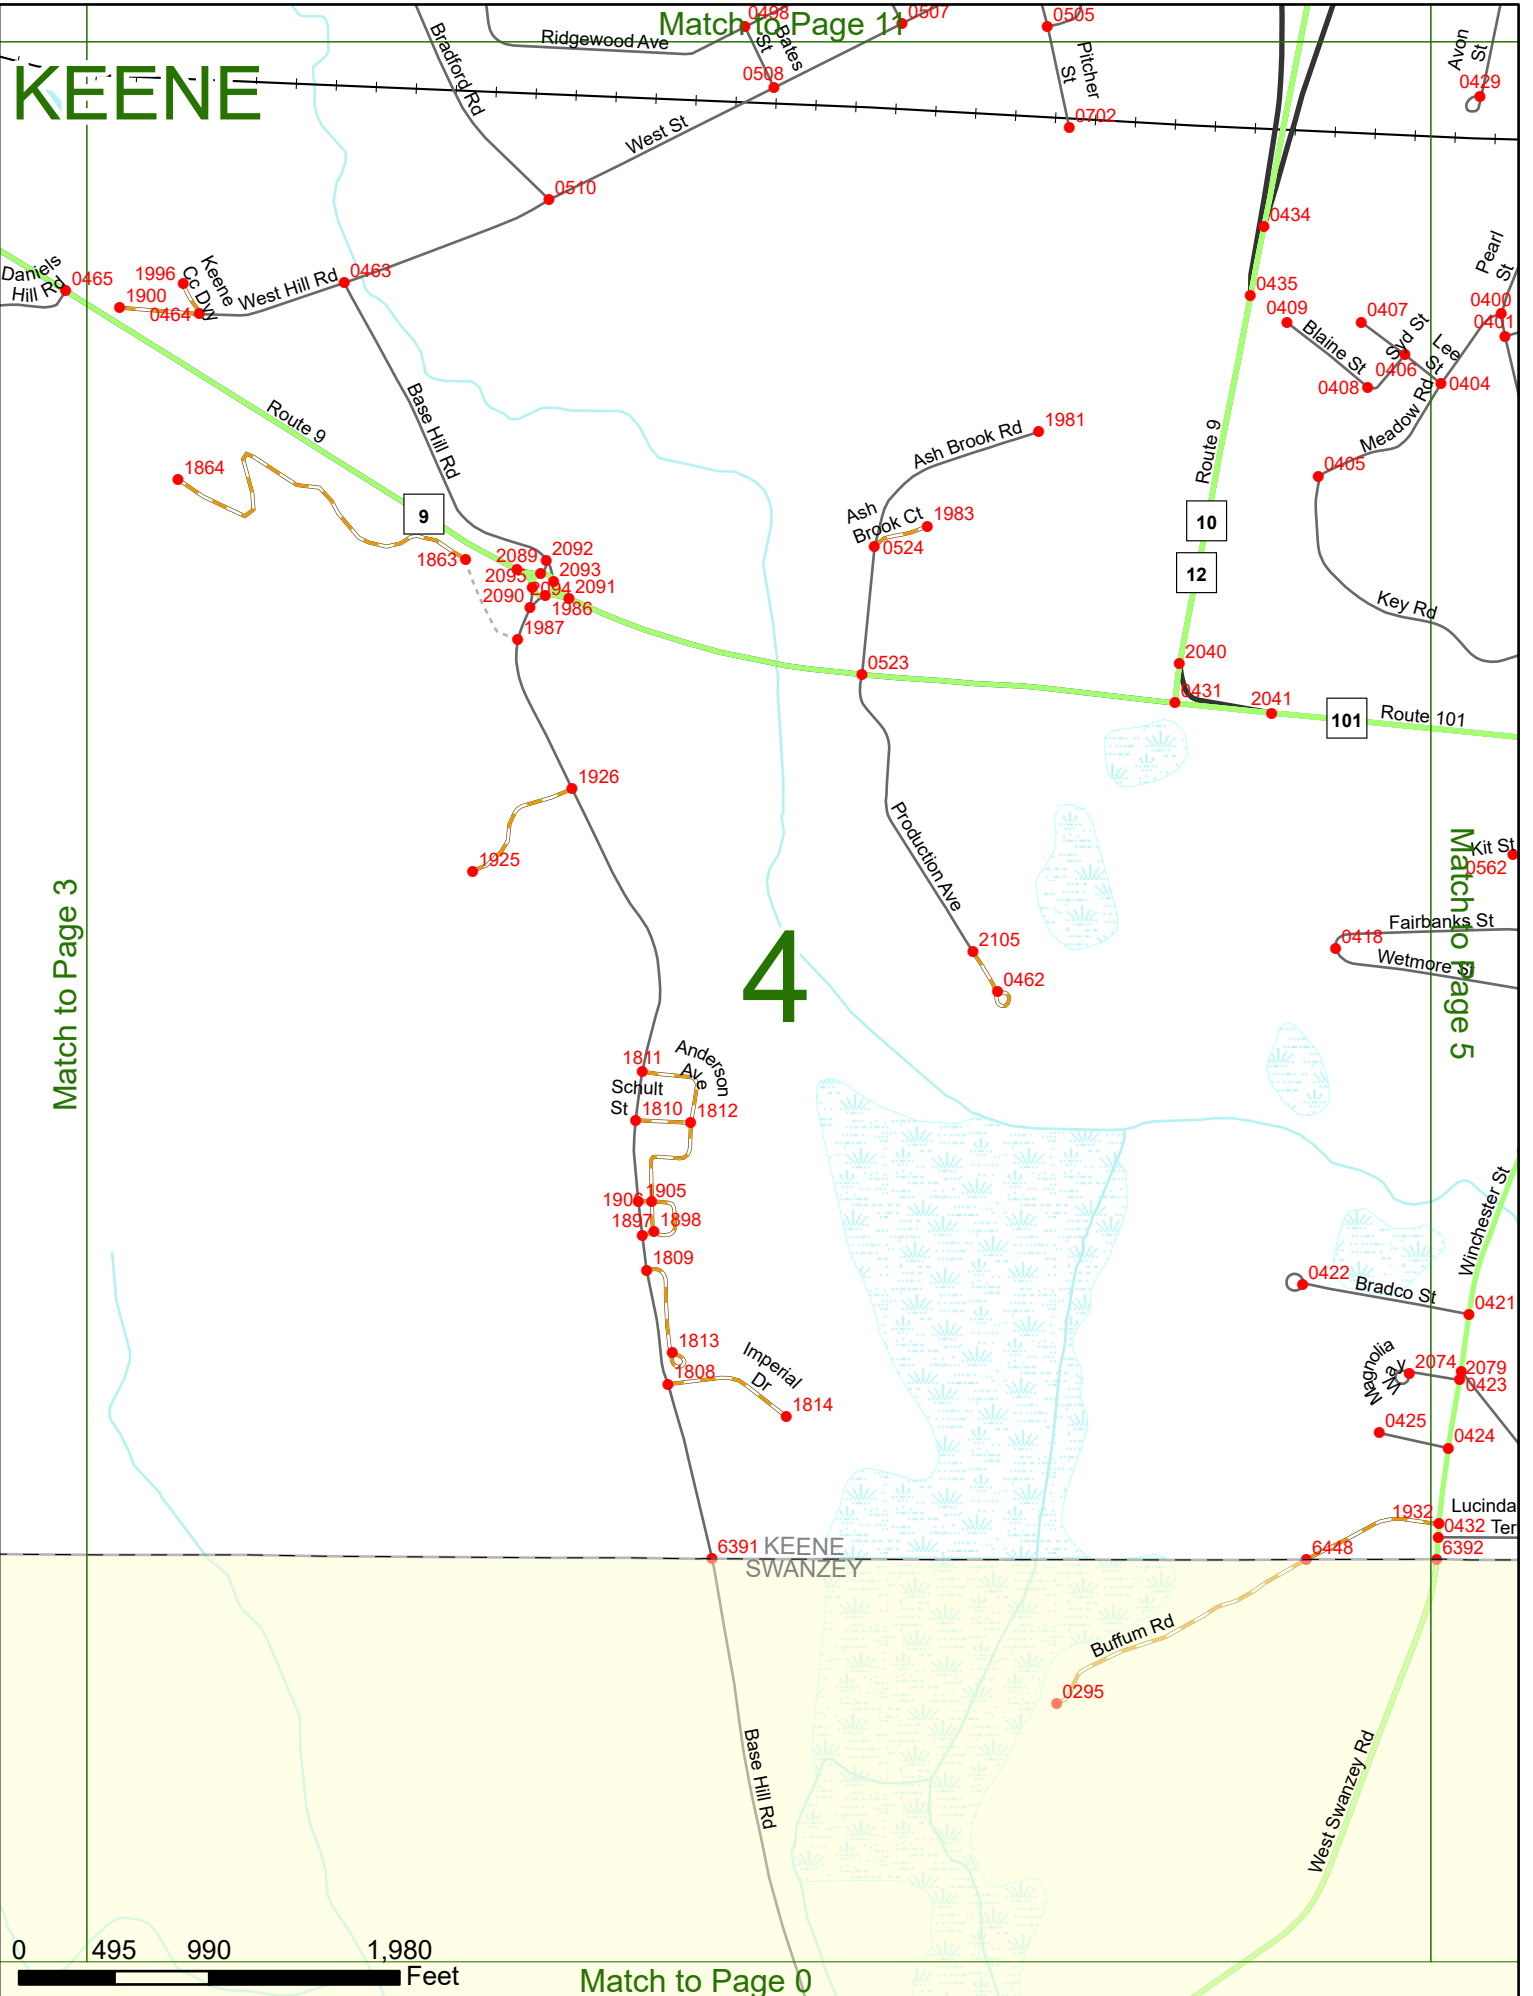 Match to Page 11
KEENE
0498
0507
0505
Ridgewood Ave
Bates
St
0508
Bradford Rd
Pitcher
St
0702
Avon
St
0429
West St
0510
0434
Daniels
Hill Rd
0465
1996
1900
Keene
Cc Dwy
0464
West Hill Rd
0463
0435
0409
0407
Pearl
St
0400
0401
Blaine St
Syd St
Lee
St
0406
0408
0404
Route 9
Base Hill Rd
Ash Brook Rd
1981
Route 9
Meadow Rd
0405
1864
9
Ash
Brook Ct
1983
0524
10
12
1863
2089
2092
2095
2093
2094
2091
2090
1986
1987
Key Rd
0523
2040
0431
2041
101
Route 101
1926
1925
Production Ave
Kit St
0562
Match to Page 3
Match to Page 5
4
2105
0462
0418
Fairbanks St
Wetmore St
1811
Anderson
Ave
Schult
St
1810
1812
1906
1905
1897
1898
1809
Winchester St
0422
Bradco St
0421
1813
1808
Imperial
Dr
1814
Magnolia
Way
2074
2079
0423
0425
0424
1932
Lucinda
Ter
0432
6391
KEENE
SWANZEY
6448
6392
Buffum Rd
0295
Base Hill Rd
West Swanzey Rd
0 495 990 1,980
Feet
Match to Page 0